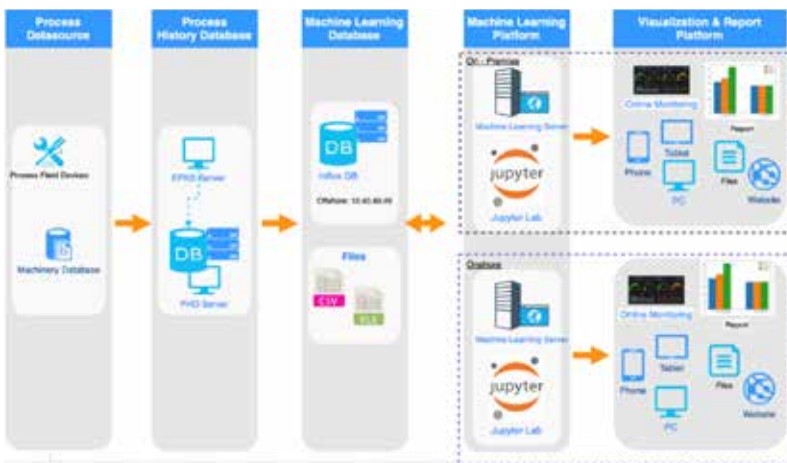 Process
Datasource
Process
History Database
Machine Learning
Database
Machine Learning
Platform
Visualization & Report
Platform
Process Field Devices
Machinery Database
Server
DB
PHD Server
DB
Influx DB
Offshore:
Files
CSV
XLS
On - Premise
Machine Learning Server
jupyter
Jupyter Lab
Online Monitoring
Report
Phone
Tablet
PC
Files
Website
Onshore
Machine Learning Server
jupyter
Jupyter Lab
Online Monitoring
Report
Phone
Tablet
PC
Files
Website